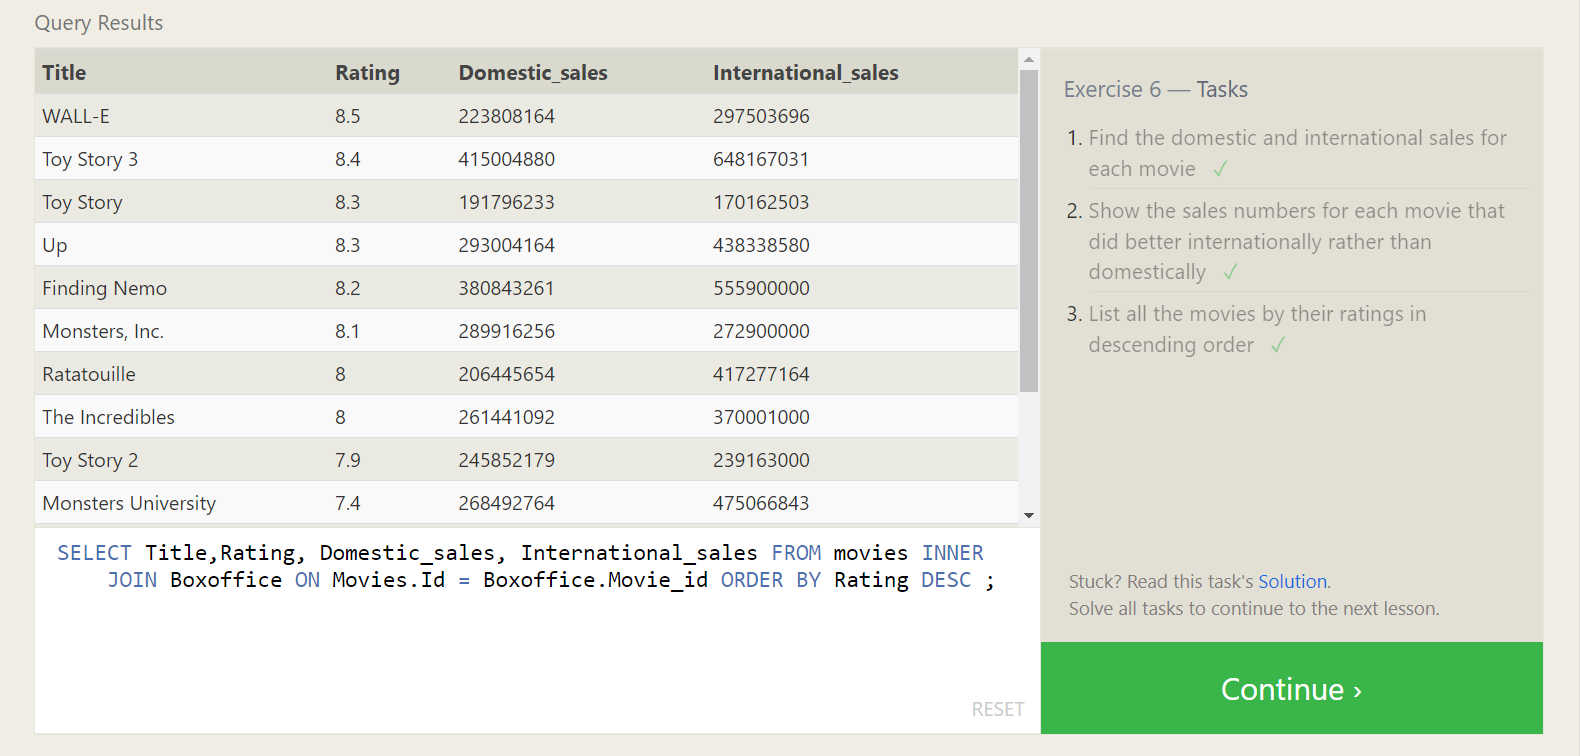 Query Results
Title Rating Domestic_sales International_sales
WALL-E 8.5 223808164 297503696
Toy Story 3 8.4 415004880 648167031
Toy Story 8.3 191796233 170162503
Up 8.3 293004164 438338580
Finding Nemo 8.2 380843261 555900000
Monsters, Inc. 8.1 289916256 272900000
Ratatouille 8 206445654 417277164
The Incredibles 8 261441092 370001000
Toy Story 2 7.9 245852179 239163000
Monsters University 7.4 268492764 475066843
SELECT Title,Rating, Domestic_sales, International_sales FROM movies INNER
JOIN Boxoffice ON Movies.Id = Boxoffice.Movie_id ORDER BY Rating DESC ;
RESET
Exercise 6 — Tasks
1. Find the domestic and international sales for
each movie ✓
2. Show the sales numbers for each movie that
did better internationally rather than
domestically ✓
3. List all the movies by their ratings in
descending order ✓
Stuck? Read this task's Solution.
Solve all tasks to continue to the next lesson.
Continue ›